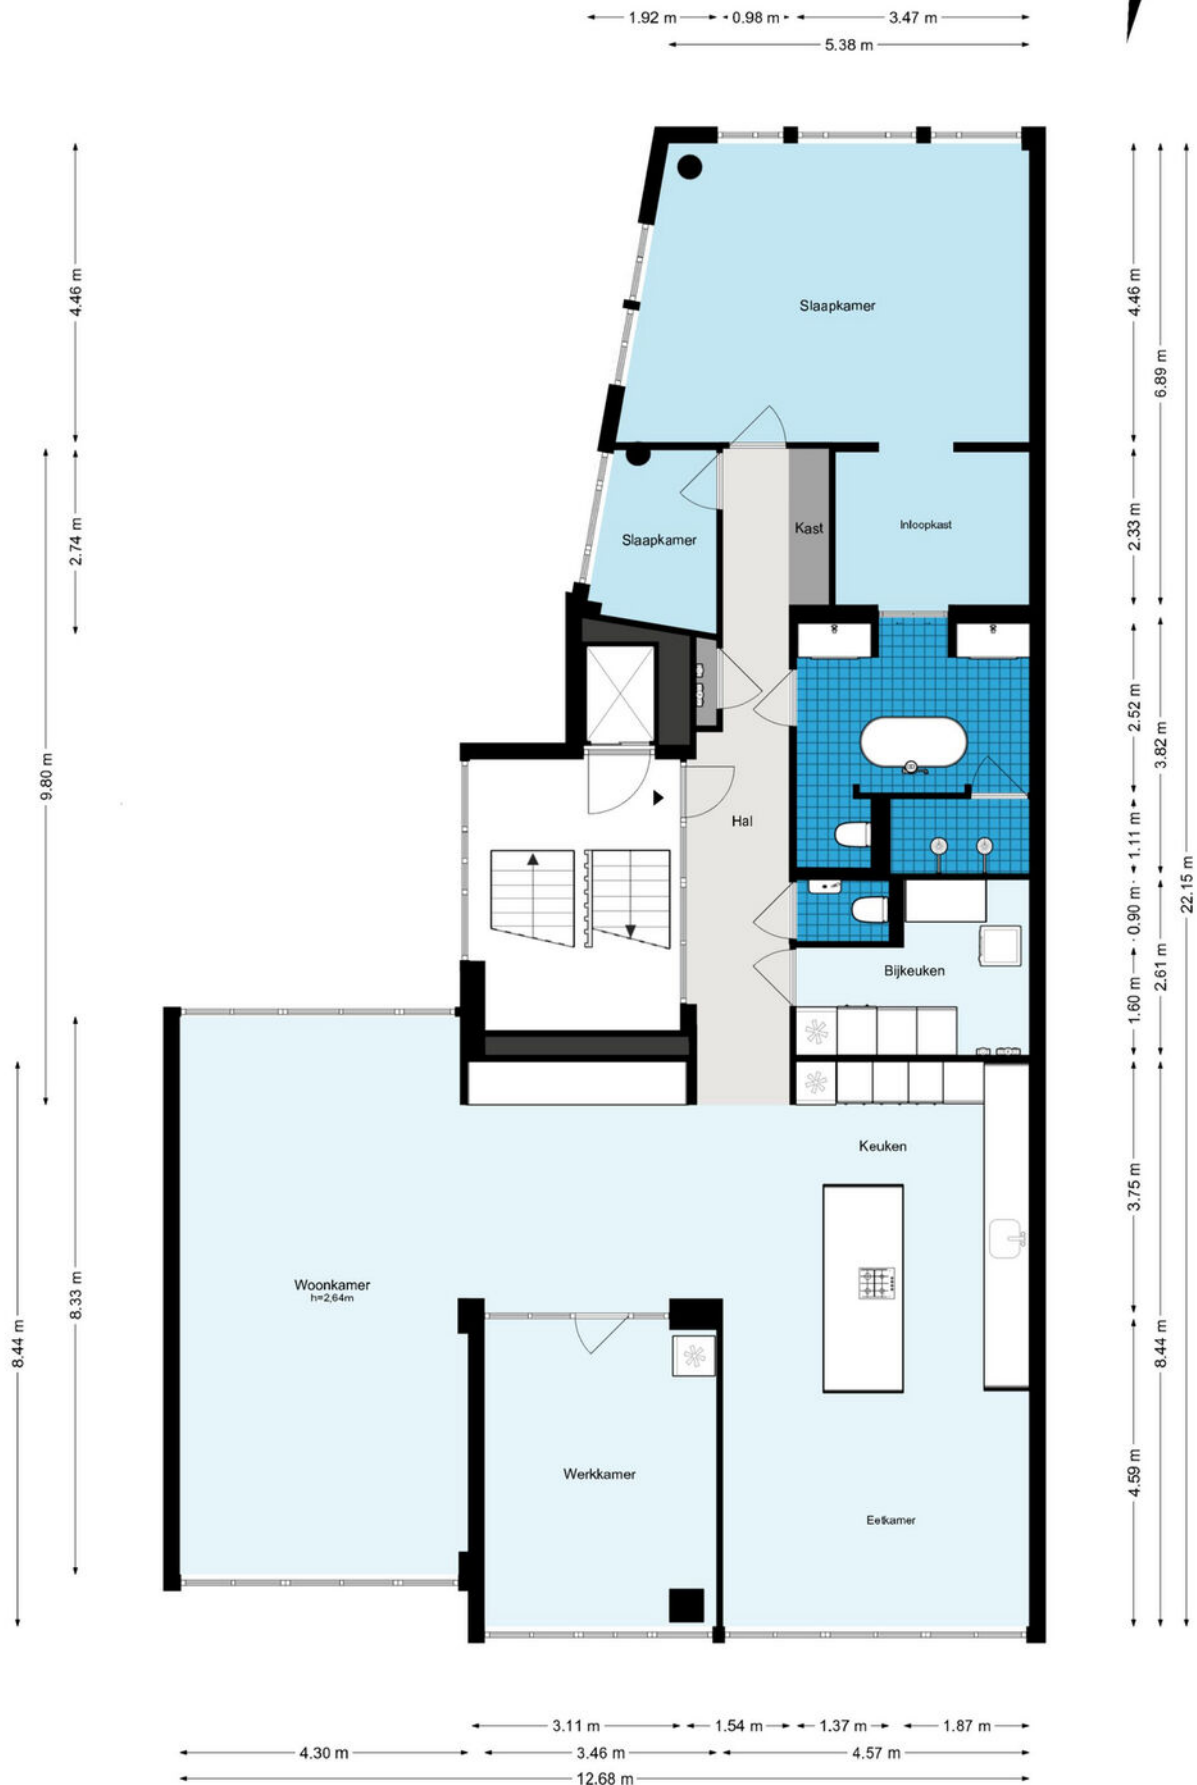 1.92 m
0.98 m
3.47 m
5.38 m
4.46 m
2.74 m
9.80 m
8.33 m
8.44 m
Slaapkamer
Slaapkamer
Kast
Inloopkast
Hal
Bijkeuken
Keuken
Woonkamer
h=2,64m
Werkkamer
Eetkamer
4.46 m
2.33 m
2.52 m
1.11 m
0.90 m
1.60 m
3.75 m
4.59 m
6.89 m
3.82 m
2.61 m
8.44 m
22.15 m
3.11 m
1.54 m
1.37 m
1.87 m
4.30 m
3.46 m
4.57 m
12.68 m